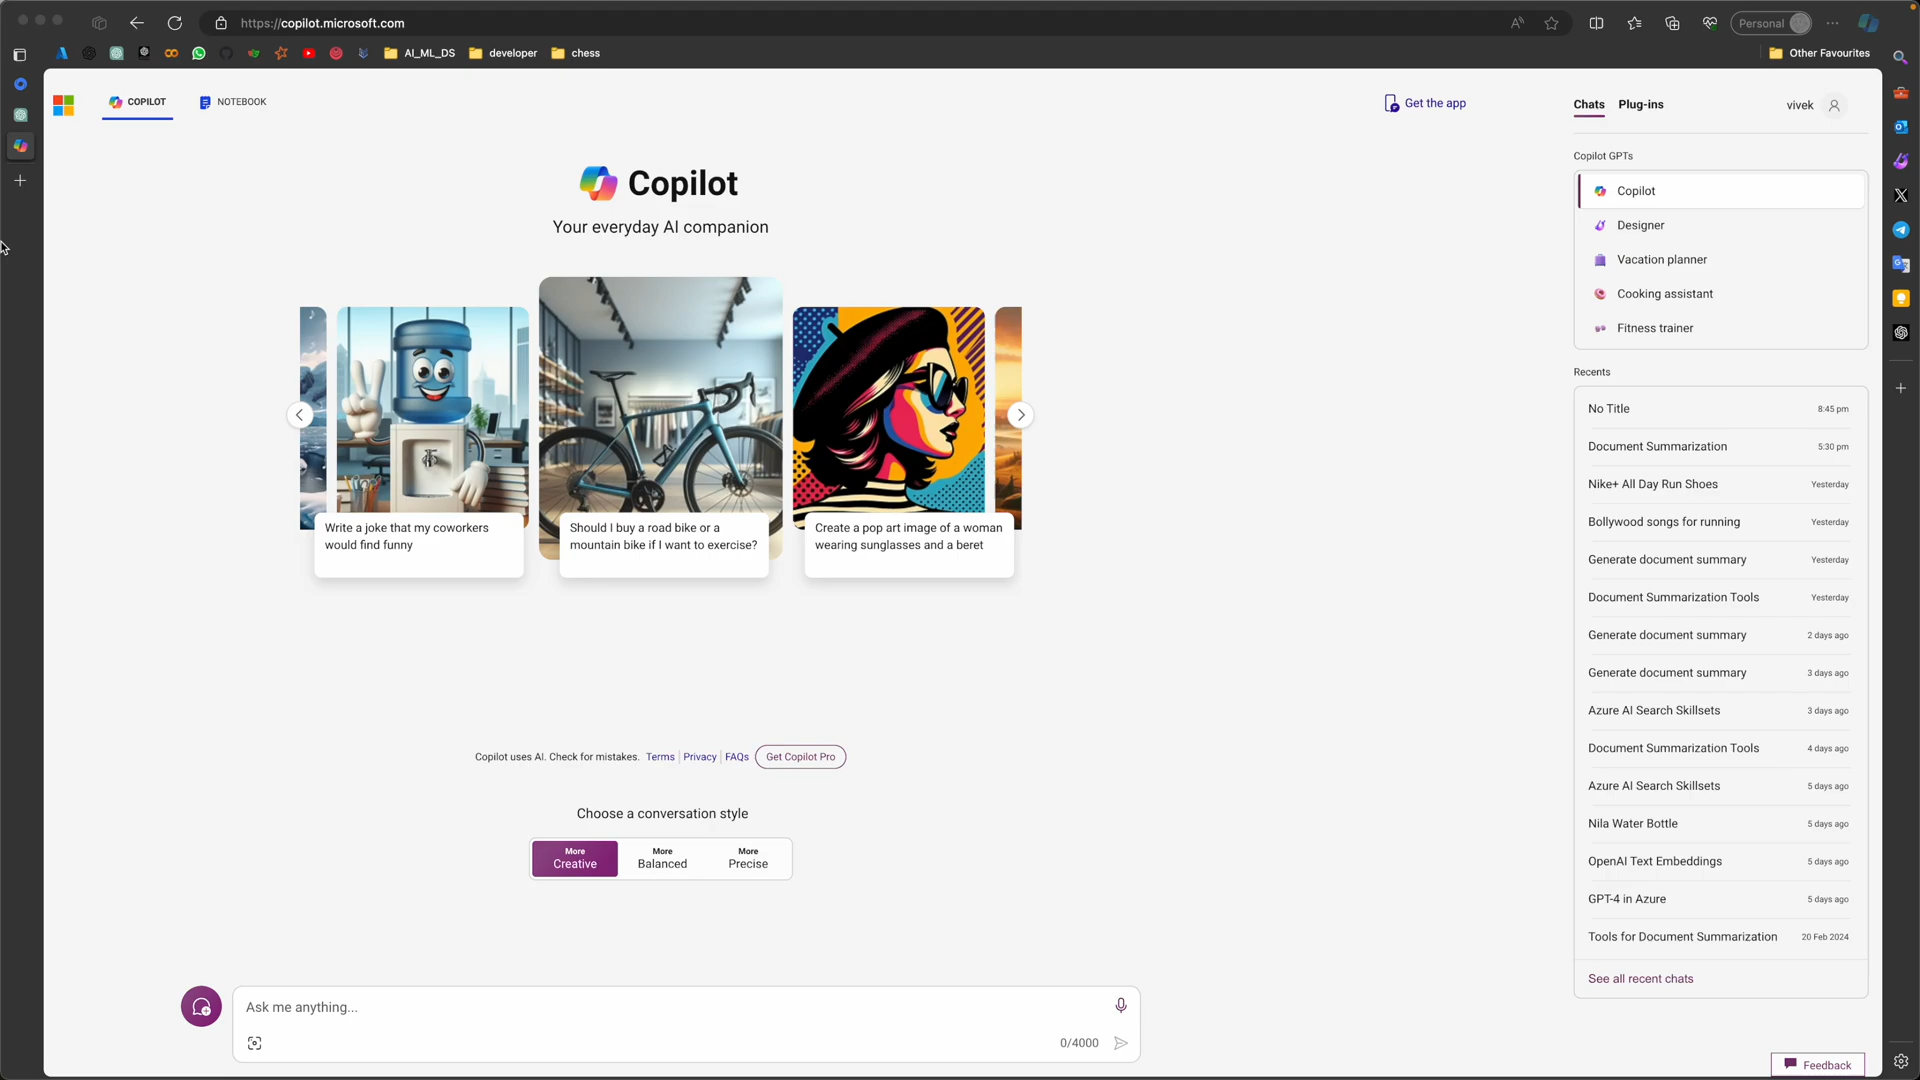 https://copilot.microsoft.com
Personal
AI_ML_DS
developer
chess
Other Favourites
COPILOT
NOTEBOOK
Get the app
Chats
Plug-ins
vivek
Copilot
Your everyday AI companion
Write a joke that my coworkers
would find funny
Should I buy a road bike or a
mountain bike if I want to exercise?
Create a pop art image of a woman
wearing sunglasses and a beret
Copilot uses AI. Check for mistakes. Terms Privacy FAQs Get Copilot Pro
Choose a conversation style
More
Creative
More
Balanced
More
Precise
Ask me anything...
0/4000
Copilot GPTs
Copilot
Designer
Vacation planner
Cooking assistant
Fitness trainer
Recents
No Title 8:45 pm
Document Summarization 5:30 pm
Nike+ All Day Run Shoes Yesterday
Bollywood songs for running Yesterday
Generate document summary Yesterday
Document Summarization Tools Yesterday
Generate document summary 2 days ago
Generate document summary 3 days ago
Azure AI Search Skillsets 3 days ago
Document Summarization Tools 4 days ago
Azure AI Search Skillsets 5 days ago
Nila Water Bottle 5 days ago
OpenAI Text Embeddings 5 days ago
GPT-4 in Azure 5 days ago
Tools for Document Summarization 20 Feb 2024
See all recent chats
Feedback